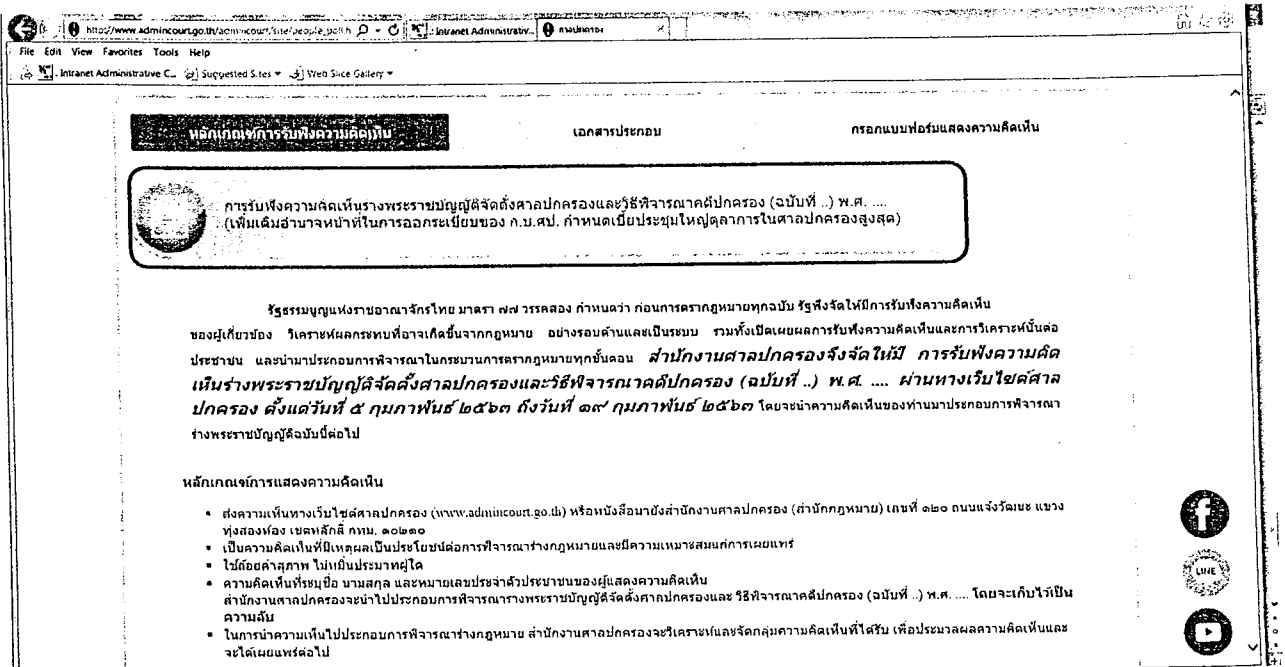 http://www.admincourt.go.th/admincourt/site/people_poll.h
Intranet Administrativ...
ศาลปกครอง
File Edit View Favorites Tools Help
Intranet Administrative C... Suggested Sites Web Slice Gallery
หลักเกณฑ์การรับฟังความคิดเห็น
เอกสารประกอบ
กรอกแบบฟอร์มแสดงความคิดเห็น
การรับฟังความคิดเห็นร่างพระราชบัญญัติจัดตั้งศาลปกครองและวิธีพิจารณาคดีปกครอง (ฉบับที่ ..) พ.ศ. ....
(เพิ่มเติมอำนาจหน้าที่ในการออกระเบียบของ ก.บ.ศป. กำหนดเบี้ยประชุมใหญ่ตุลาการในศาลปกครองสูงสุด)
รัฐธรรมนูญแห่งราชอาณาจักรไทย มาตรา ๗๗ วรรคสอง กำหนดว่า ก่อนการตรากฎหมายทุกฉบับ รัฐพึงจัดให้มีการรับฟังความคิดเห็น
ของผู้เกี่ยวข้อง วิเคราะห์ผลกระทบที่อาจเกิดขึ้นจากกฎหมาย อย่างรอบด้านและเป็นระบบ รวมทั้งเปิดเผยผลการรับฟังความคิดเห็นและการวิเคราะห์นั้นต่อ
ประชาชน และนำมาประกอบการพิจารณาในกระบวนการตรากฎหมายทุกขั้นตอน สำนักงานศาลปกครองจึงจัดให้มี การรับฟังความคิด
เห็นร่างพระราชบัญญัติจัดตั้งศาลปกครองและวิธีพิจารณาคดีปกครอง (ฉบับที่ ..) พ.ศ. .... ผ่านทางเว็บไซต์ศาล
ปกครอง ตั้งแต่วันที่ ๕ กุมภาพันธ์ ๒๕๖๓ ถึงวันที่ ๑๙ กุมภาพันธ์ ๒๕๖๓ โดยจะนำความคิดเห็นของท่านมาประกอบการพิจารณา
ร่างพระราชบัญญัติฉบับนี้ต่อไป
หลักเกณฑ์การแสดงความคิดเห็น
• ส่งความเห็นทางเว็บไซต์ศาลปกครอง (www.admincourt.go.th) หรือหนังสือมายังสำนักงานศาลปกครอง (สำนักกฎหมาย) เลขที่ ๑๒๐ ถนนแจ้งวัฒนะ แขวง
ทุ่งสองห้อง เขตหลักสี่ กทม. ๑๐๒๑๐
• เป็นความคิดเห็นที่มีเหตุผลเป็นประโยชน์ต่อการพิจารณาร่างกฎหมายและมีความเหมาะสมแก่การเผยแพร่
• ใช้ถ้อยคำสุภาพ ไม่หมิ่นประมาทผู้ใด
• ความคิดเห็นที่ระบุชื่อ นามสกุล และหมายเลขประจำตัวประชาชนของผู้แสดงความคิดเห็น
สำนักงานศาลปกครองจะนำไปประกอบการพิจารณาร่างพระราชบัญญัติจัดตั้งศาลปกครองและ วิธีพิจารณาคดีปกครอง (ฉบับที่ ..) พ.ศ. .... โดยจะเก็บไว้เป็น
ความลับ
• ในการนำความเห็นไปประกอบการพิจารณาร่างกฎหมาย สำนักงานศาลปกครองจะวิเคราะห์และจัดกลุ่มความคิดเห็นที่ได้รับ เพื่อประมวลผลความคิดเห็นและ
จะได้เผยแพร่ต่อไป
LINE